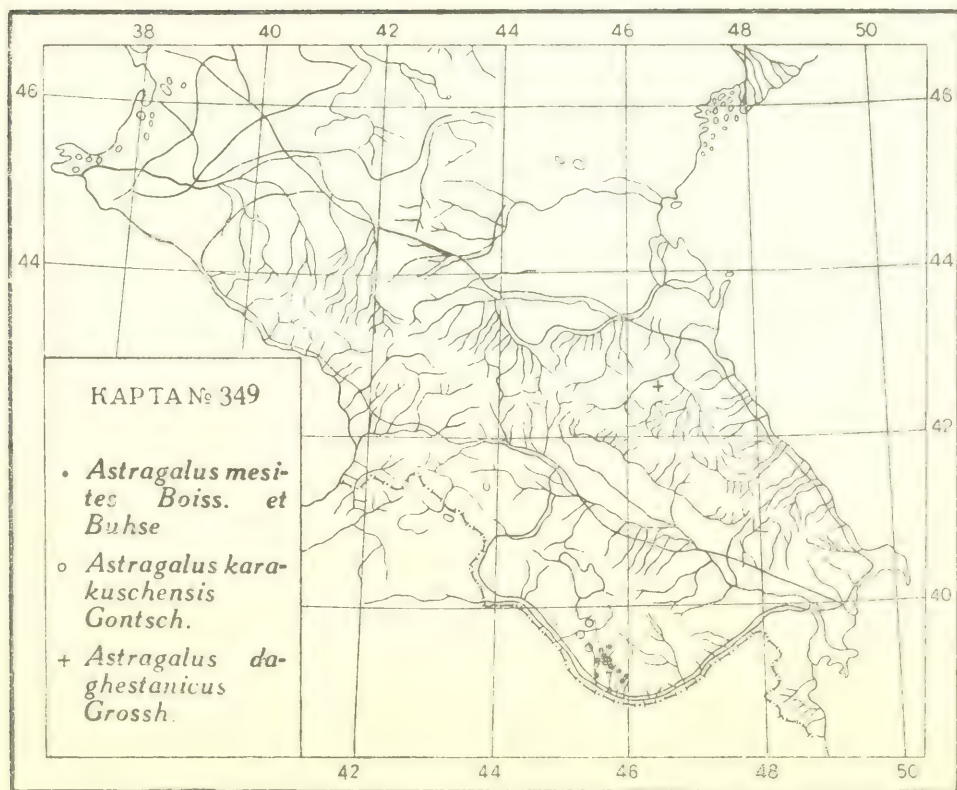 38 40 42 44 46 48 50
46 46
44 44
КАРТА № 349
42
• Astragalus mesi-
tes Boiss. et
Buhse
○ Astragalus kara-
kuschensis
Gontsch.
40
+ Astragalus da-
ghestanicus
Grossh.
42 44 46 48 50